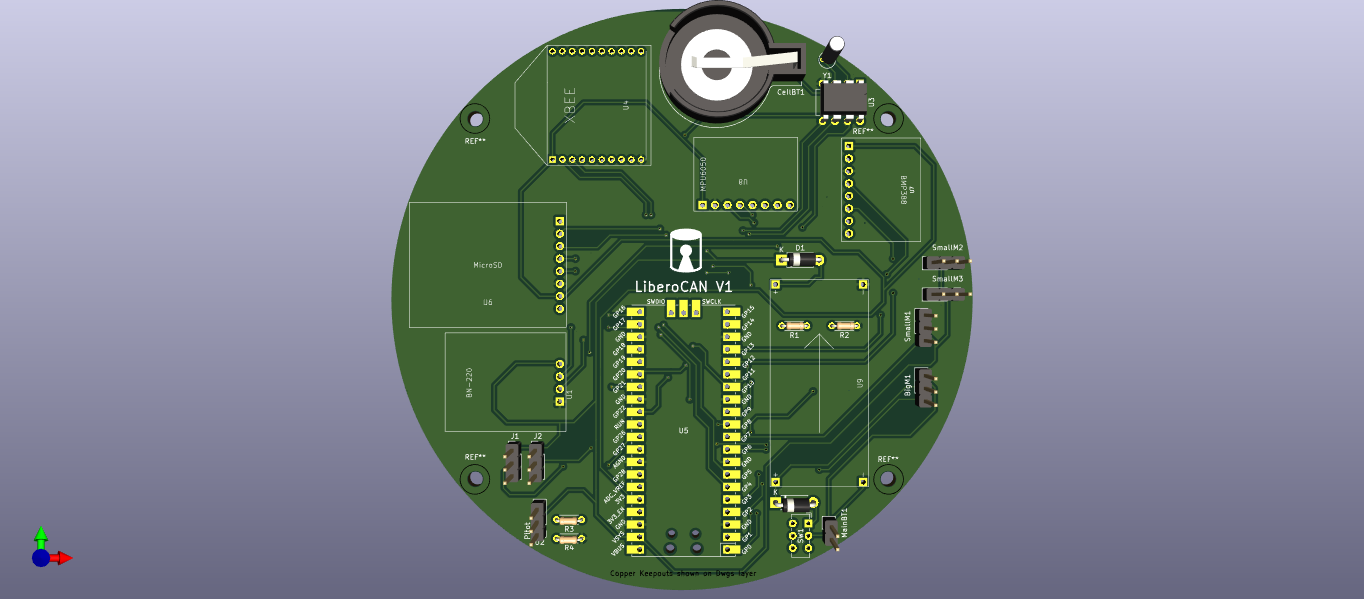 Y1
CellBT1
U3
REF**
XBEE
U4
REF**
MPU6050
U8
BMP388
U7
SmallM2
SmallM3
MicroSD
U6
K
D1
LiberoCAN V1
SWDIO
SWCLK
SmallM1
R1
R2
BN-220
U1
BigM1
U9
GP16
GP17
GND
GP18
GP19
GP20
GP21
GND
GP22
RUN
GP26
GP27
AGND
GP28
ADC_VREF
3V3
3V3_EN
GND
VSYS
VBUS
U5
GP15
GP14
GND
GP13
GP12
GP11
GP10
GND
GP9
GP8
GP7
GP6
GND
GP5
GP4
GP3
GP2
GND
GP1
GP0
J1
J2
REF**
REF**
K
Pitot
U2
R3
R4
SW1
MainBT1
Copper Keepouts shown on Dwgs layer